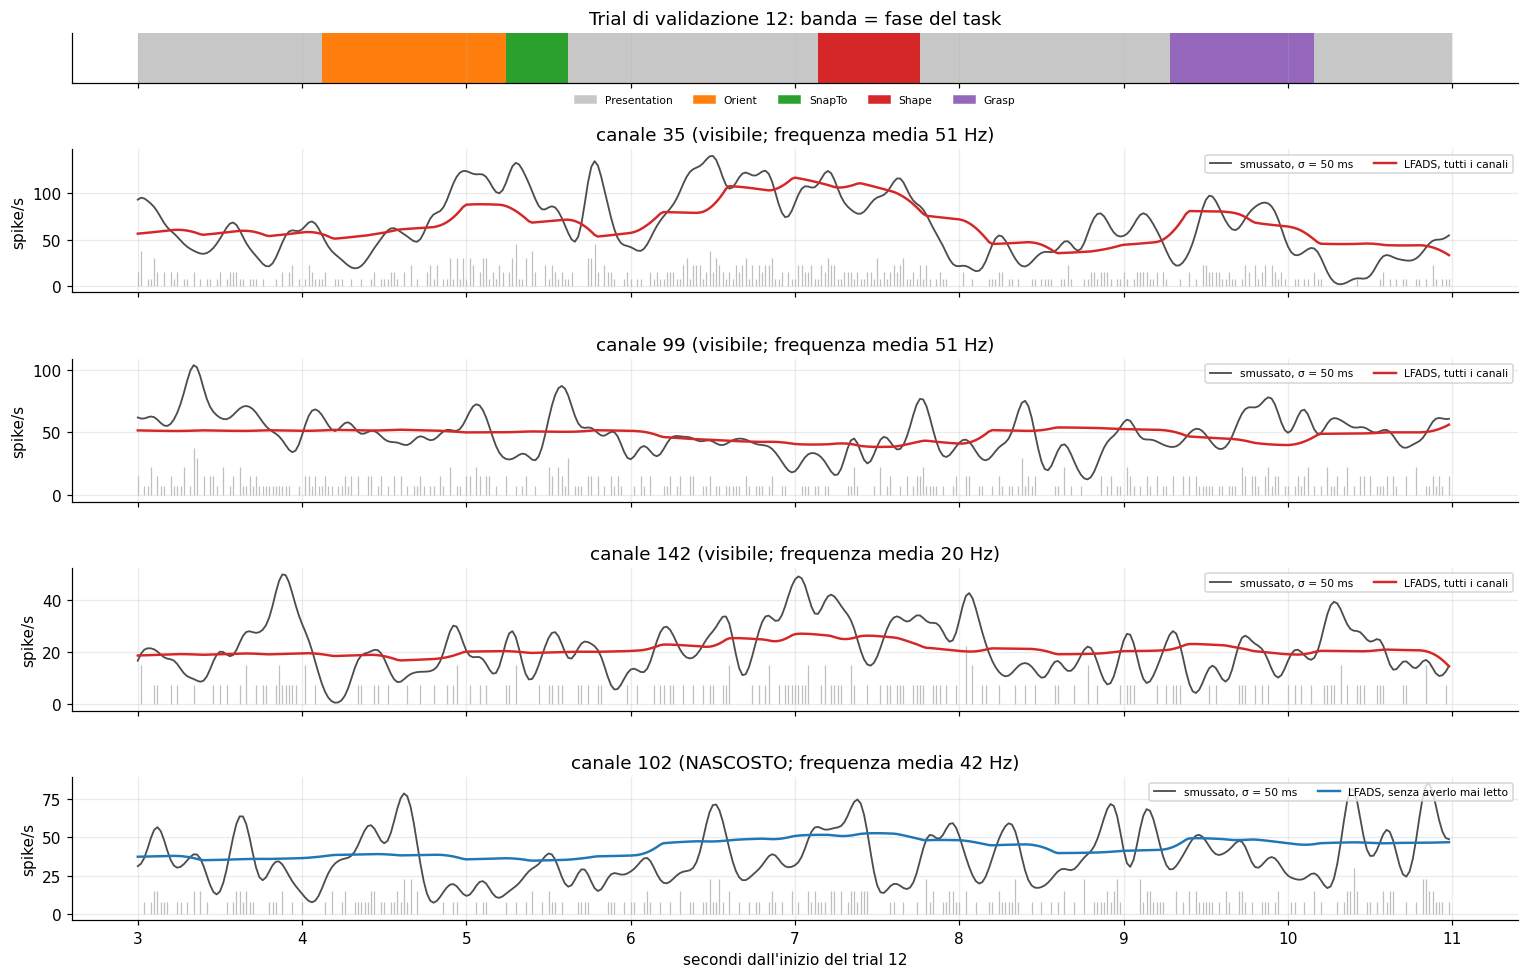 Trial di validazione 12: banda = fase del task
Presentation Orient SnapTo Shape Grasp
canale 35 (visibile; frequenza media 51 Hz)
smussato, σ = 50 ms LFADS, tutti i canali
spike/s
100
50
0
canale 99 (visibile; frequenza media 51 Hz)
smussato, σ = 50 ms LFADS, tutti i canali
spike/s
100
50
0
canale 142 (visibile; frequenza media 20 Hz)
smussato, σ = 50 ms LFADS, tutti i canali
spike/s
40
20
0
canale 102 (NASCOSTO; frequenza media 42 Hz)
smussato, σ = 50 ms LFADS, senza averlo mai letto
spike/s
75
50
25
0
3 4 5 6 7 8 9 10 11
secondi dall'inizio del trial 12